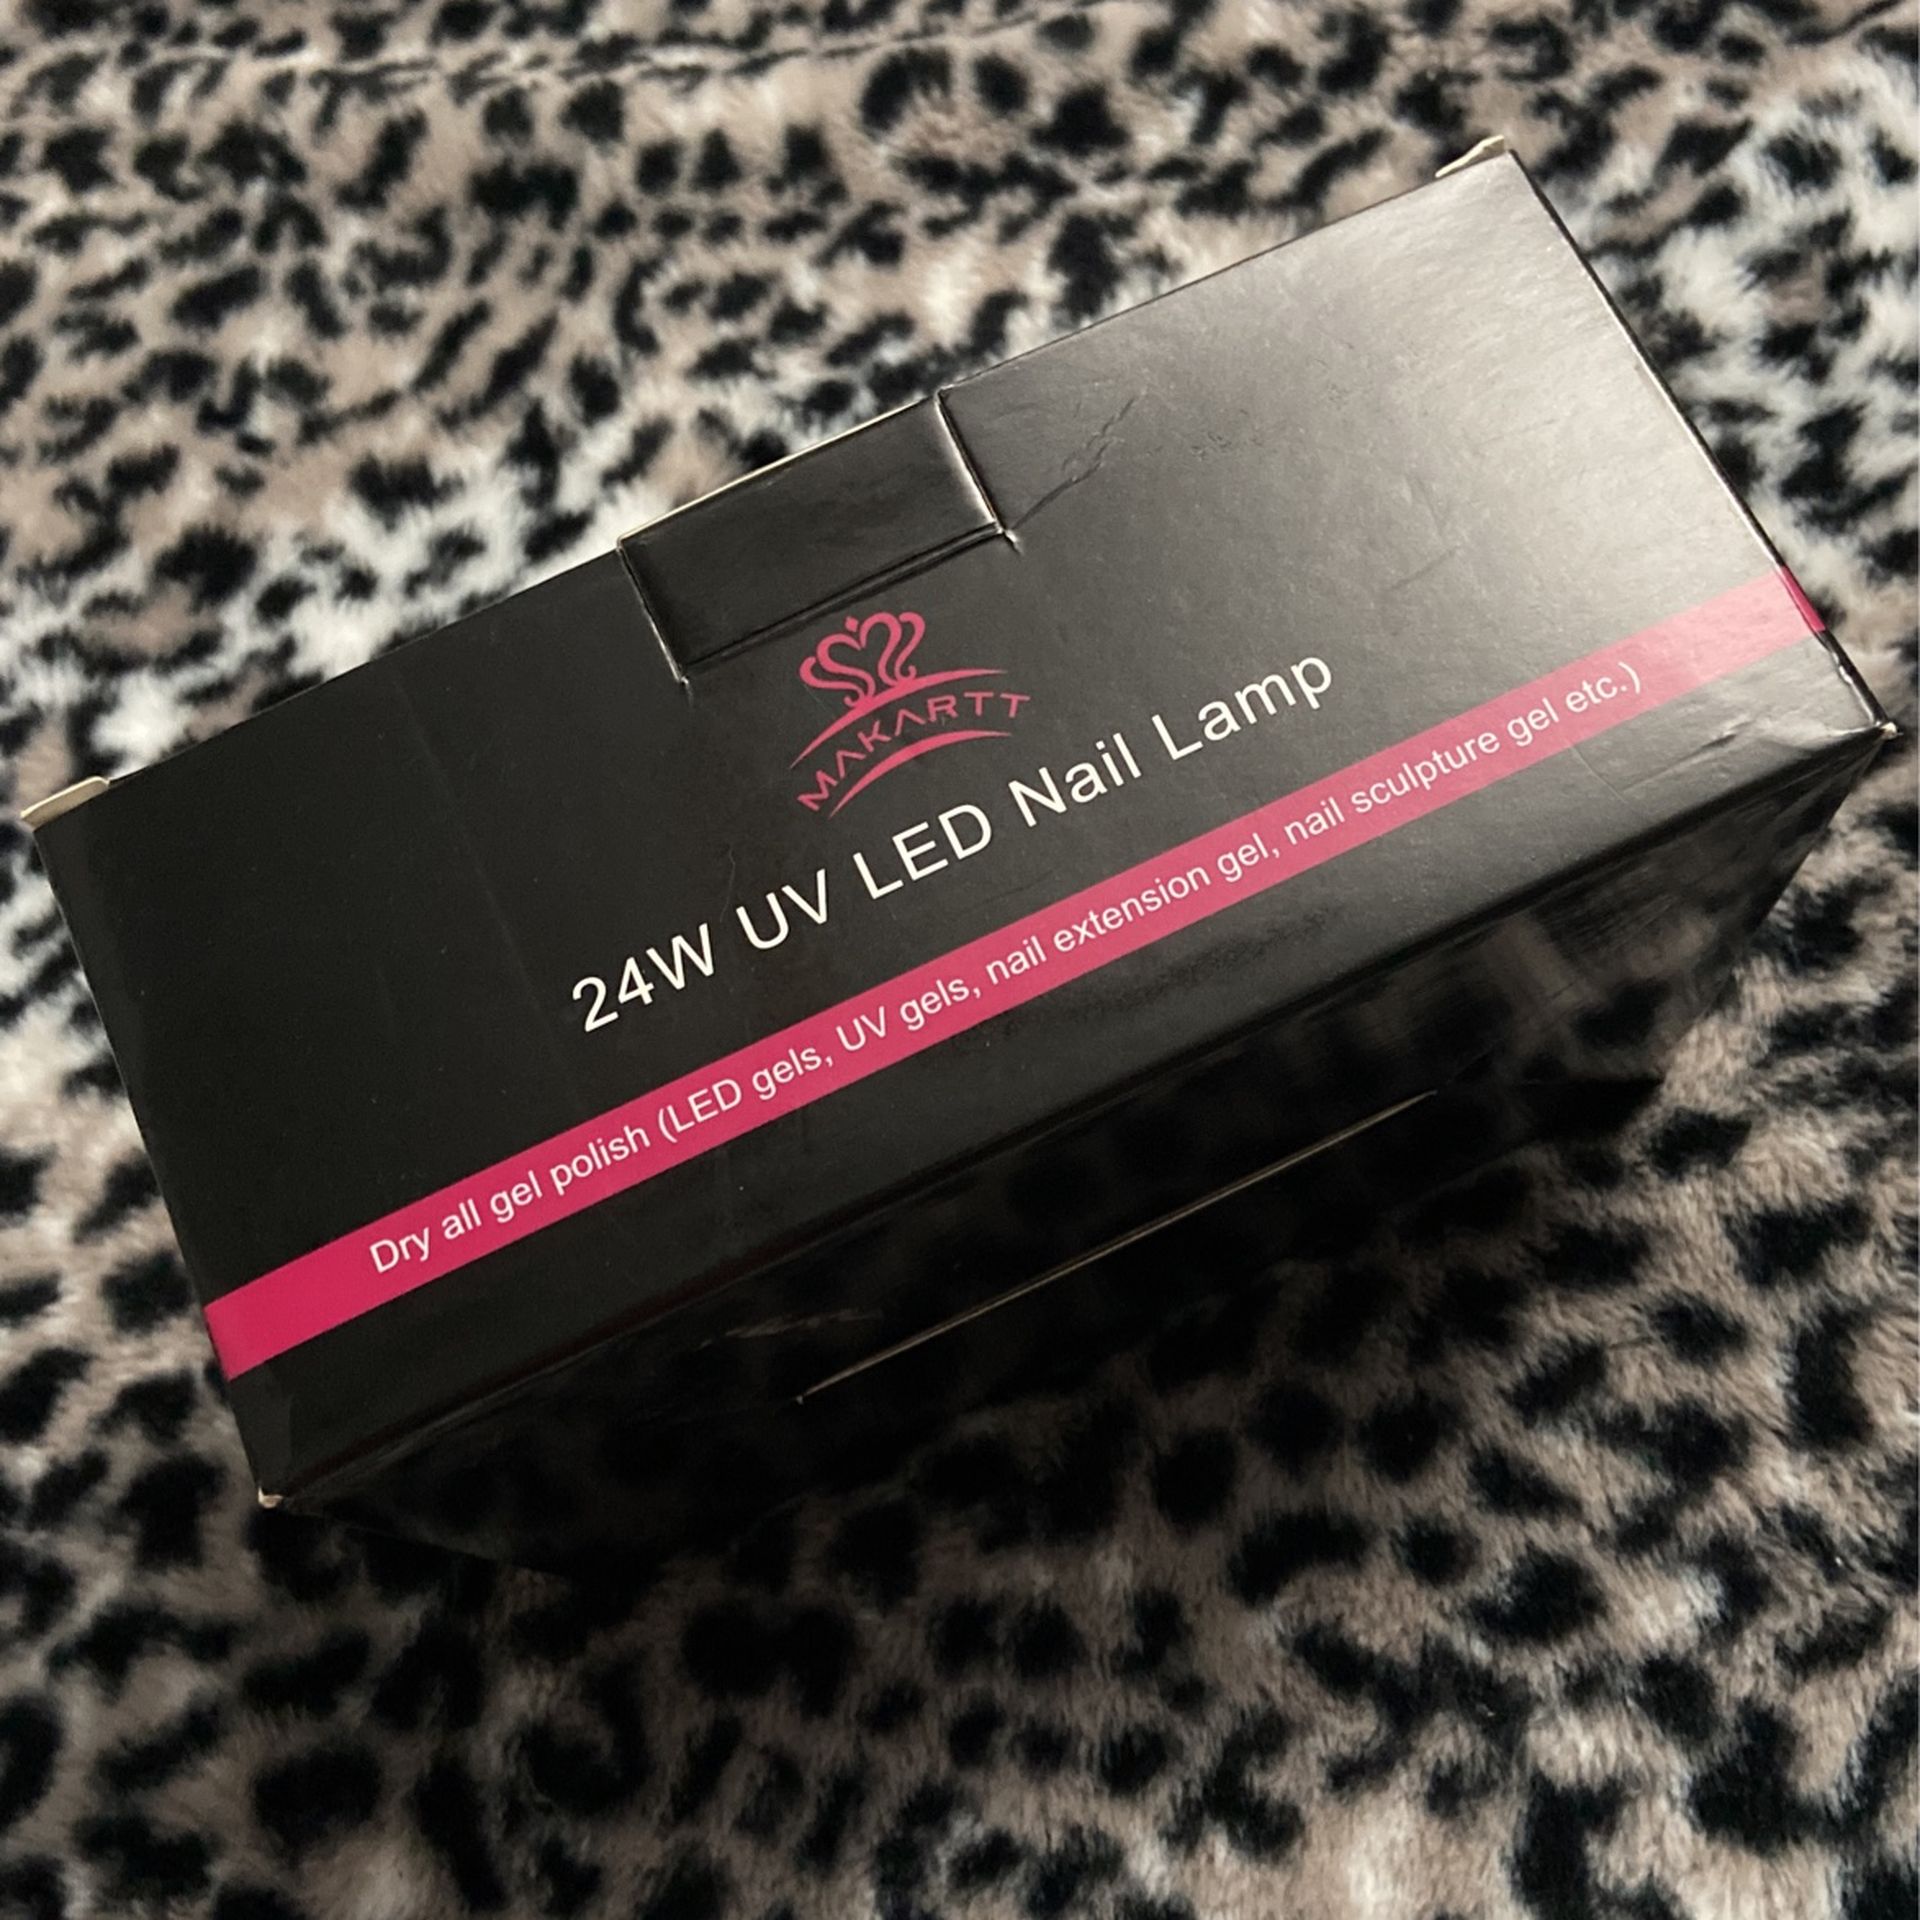 MAKARTT
24W UV LED Nail Lamp
Dry all gel polish (LED gels, UV gels, nail extension gel, nail sculpture gel etc.)